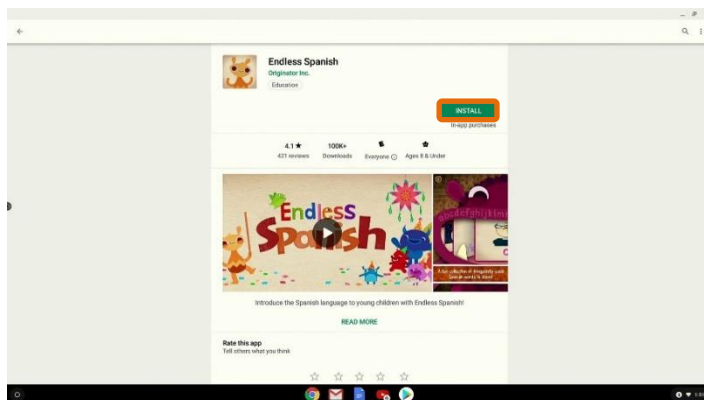 Endless Spanish
Originator Inc.
Education
INSTALL
In-app purchases
4.1 ★ 100K+
421 reviews Downloads Everyone Ages 8 & Under
Endless
Spanish
Introduce the Spanish language to young children with Endless Spanish!
READ MORE
Rate this app
Tell others what you think